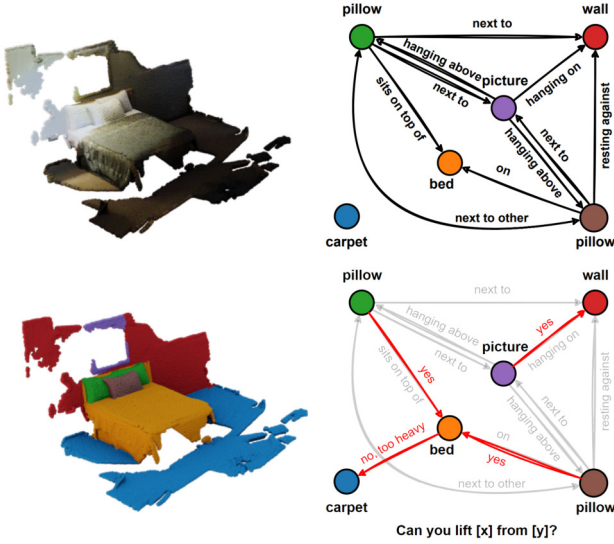 pillow
wall
next to
hanging above
picture
hanging on
sits on top of
next to
next to
hanging above
resting against
bed
on
next to other
carpet
pillow
pillow
wall
next to
hanging above
yes
picture
hanging on
sits on top of
next to
yes
next to
hanging above
resting against
no, too heavy
bed
on
yes
next to other
carpet
pillow
Can you lift [x] from [y]?